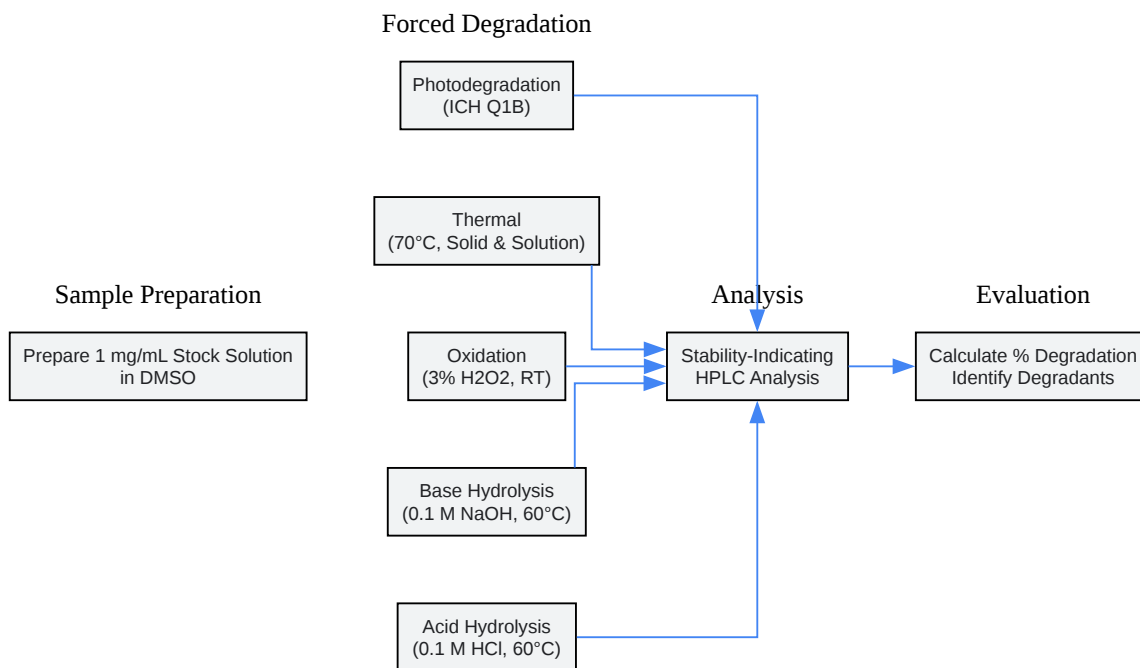 Forced Degradation
Photodegradation
(ICH Q1B)
Thermal
(70°C, Solid & Solution)
Sample Preparation
Analysis
Evaluation
Prepare 1 mg/mL Stock Solution
in DMSO
Oxidation
(3% H2O2, RT)
Stability-Indicating
HPLC Analysis
Calculate % Degradation
Identify Degradants
Base Hydrolysis
(0.1 M NaOH, 60°C)
Acid Hydrolysis
(0.1 M HCl, 60°C)